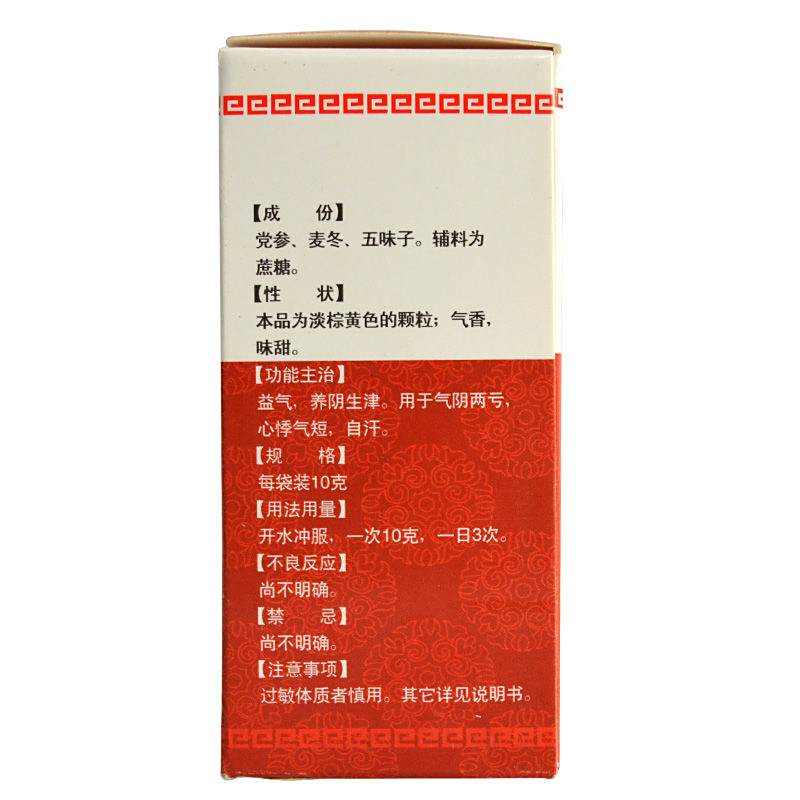 【成　份】
党参、麦冬、五味子。辅料为
蔗糖。
【性　状】
本品为淡棕黄色的颗粒；气香，
味甜。
【功能主治】
益气，养阴生津。用于气阴两亏，
心悸气短，自汗。
【规　格】
每袋装10克
【用法用量】
开水冲服，一次10克，一日3次。
【不良反应】
尚不明确。
【禁　忌】
尚不明确。
【注意事项】
过敏体质者慎用。其它详见说明书。